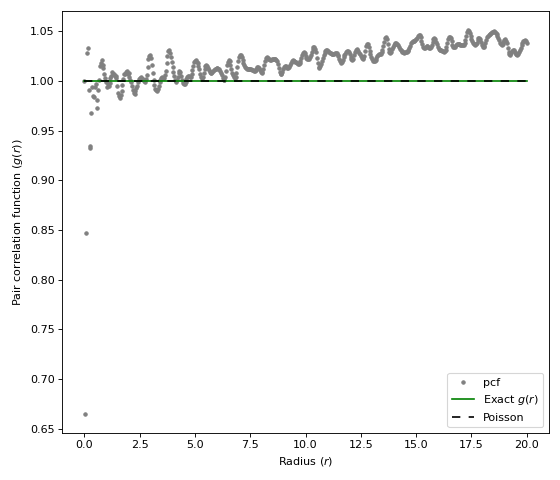 1.05
1.00
0.95
0.90
0.85
0.80
0.75
0.70
0.65
Pair correlation function (g(r))
0.0 2.5 5.0 7.5 10.0 12.5 15.0 17.5 20.0
Radius (r)
pcf
Exact g(r)
Poisson